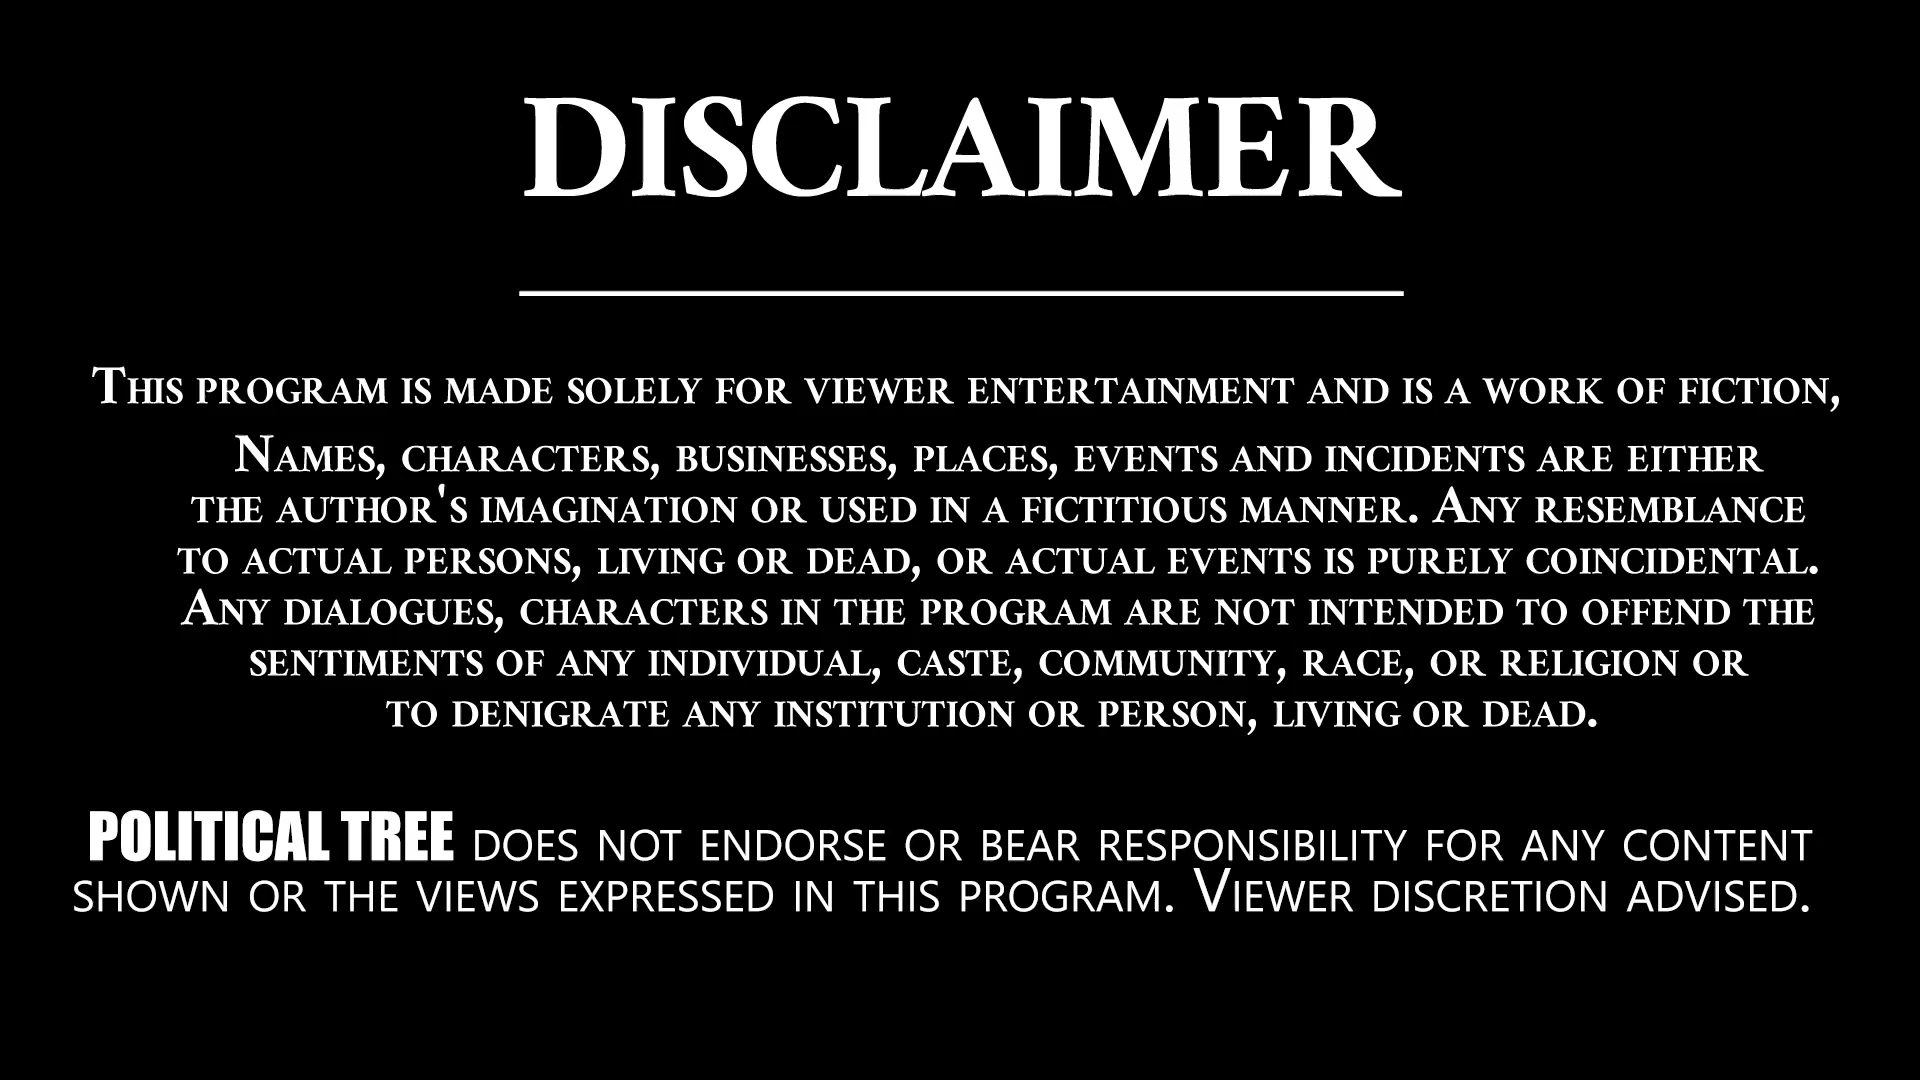 DISCLAIMER
This program is made solely for viewer entertainment and is a work of fiction,
Names, characters, businesses, places, events and incidents are either
the author's imagination or used in a fictitious manner. Any resemblance
to actual persons, living or dead, or actual events is purely coincidental.
Any dialogues, characters in the program are not intended to offend the
sentiments of any individual, caste, community, race, or religion or
to denigrate any institution or person, living or dead.
POLITICAL TREE does not endorse or bear responsibility for any content
shown or the views expressed in this program. Viewer discretion advised.